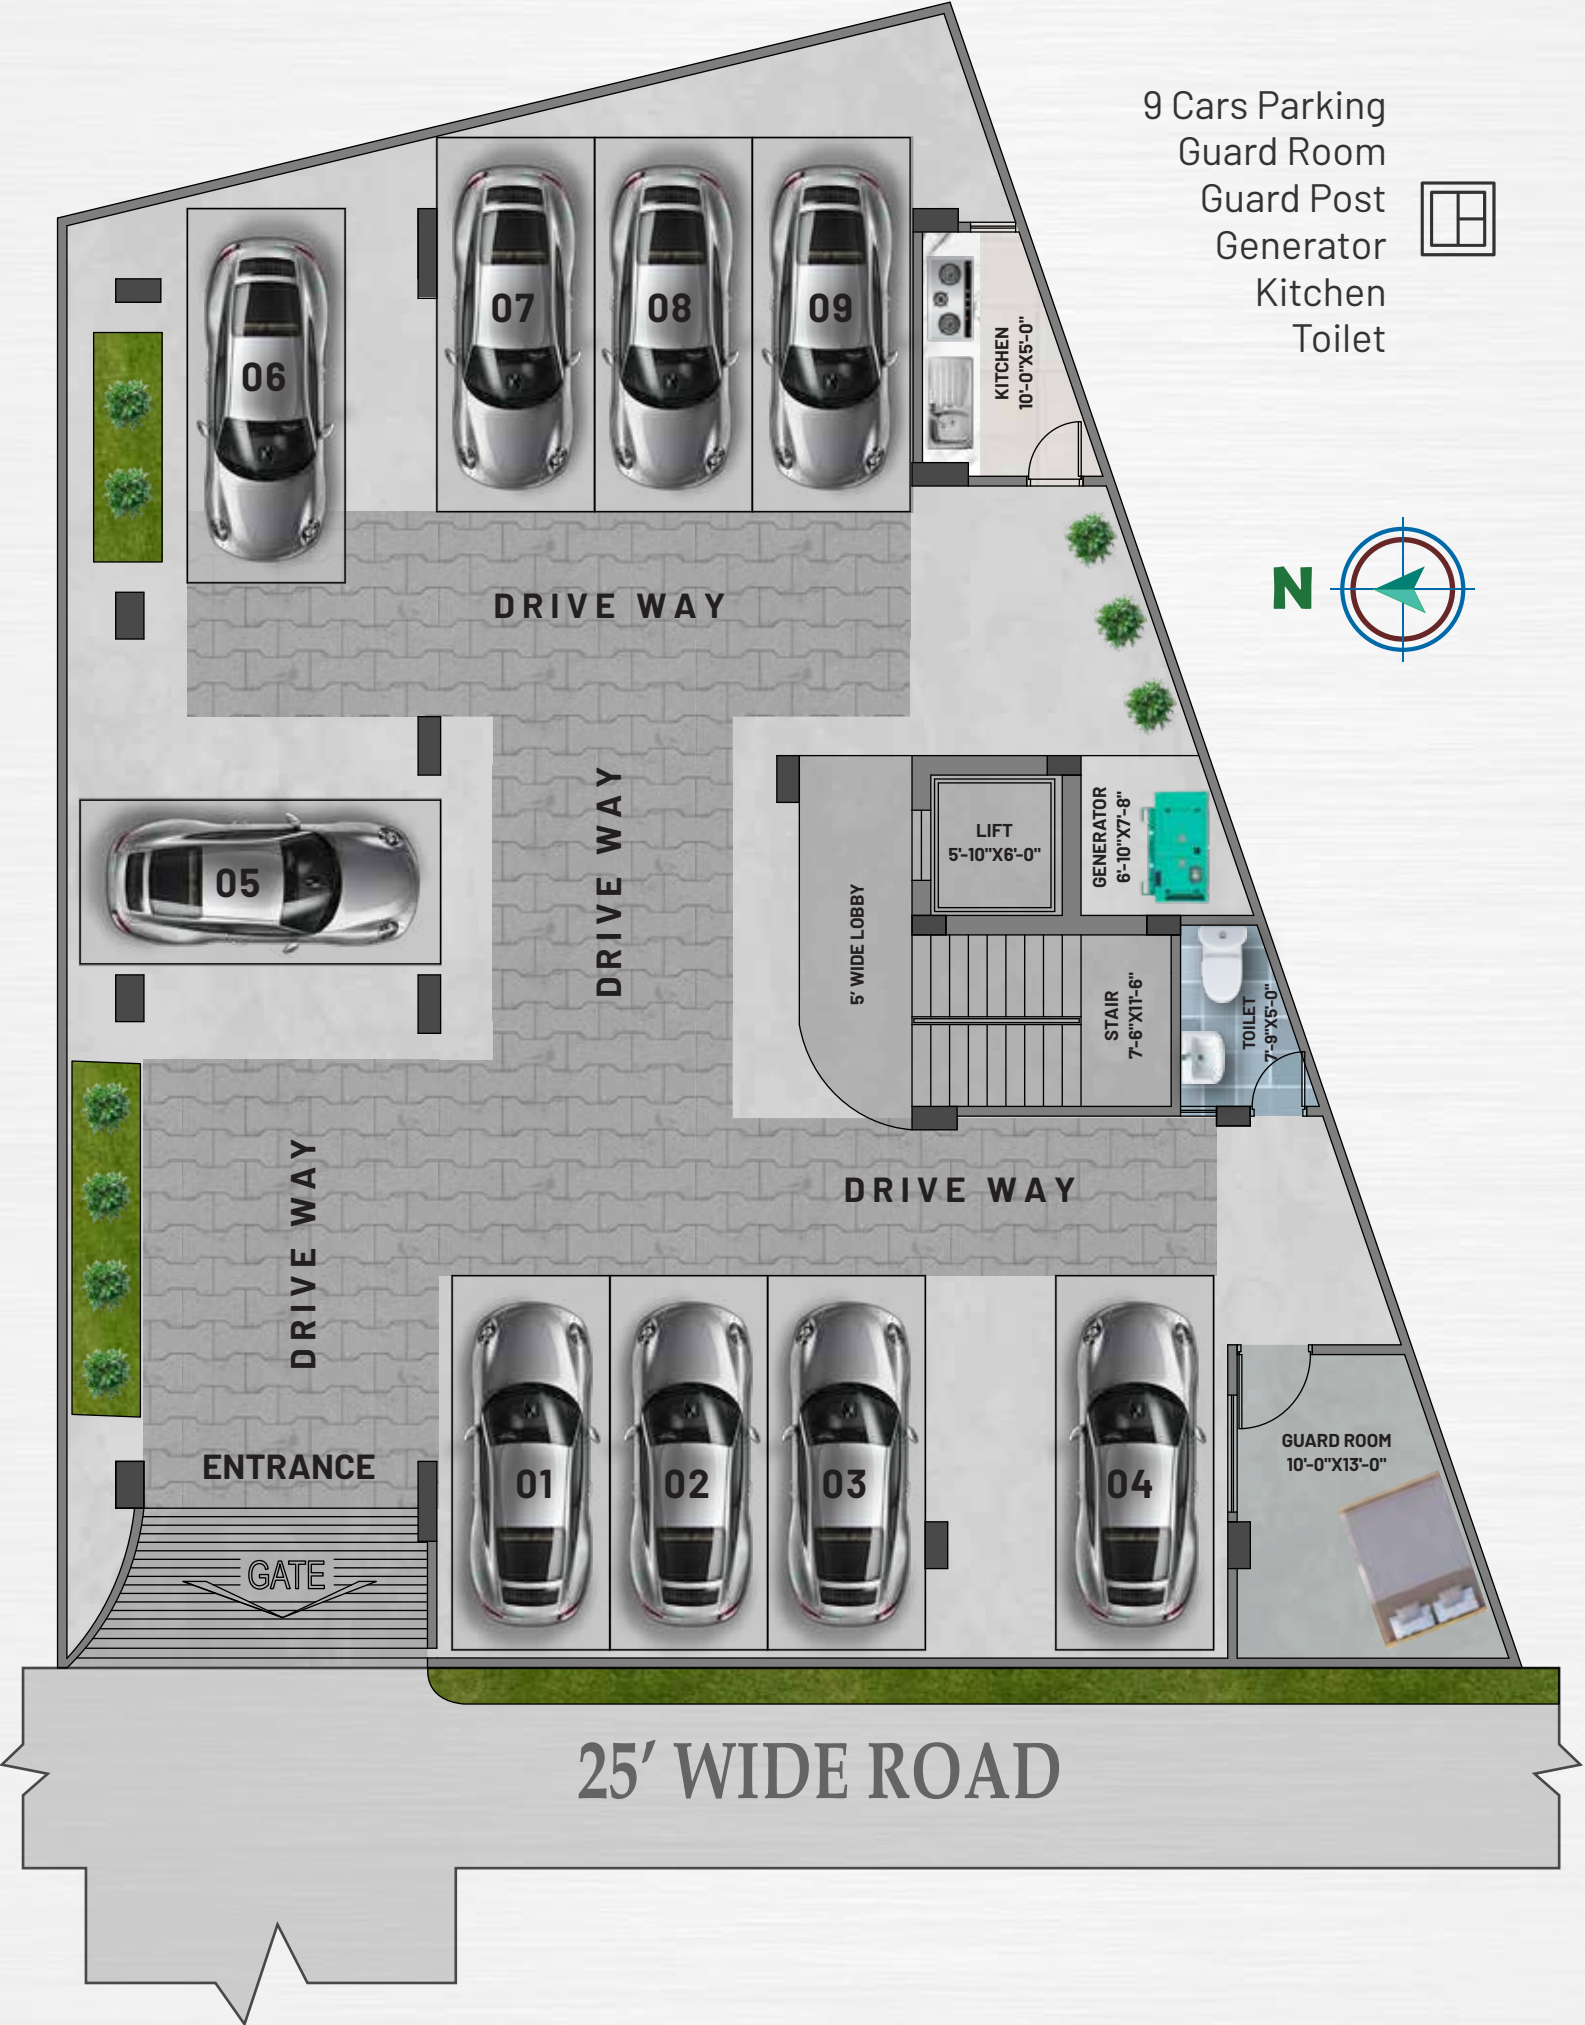 9 Cars Parking
Guard Room
Guard Post
Generator
Kitchen
Toilet
07
08
09
06
KITCHEN
10'-0"X5'-0"
N
DRIVE WAY
DRIVE WAY
05
LIFT
5'-10"X6'-0"
GENERATOR
6'-10"X7'-8"
5' WIDE LOBBY
STAIR
7'-6"X11'-6"
TOILET
7'-9"X5'-0"
DRIVE WAY
DRIVE WAY
ENTRANCE
GATE
01
02
03
04
GUARD ROOM
10'-0"X13'-0"
25' WIDE ROAD